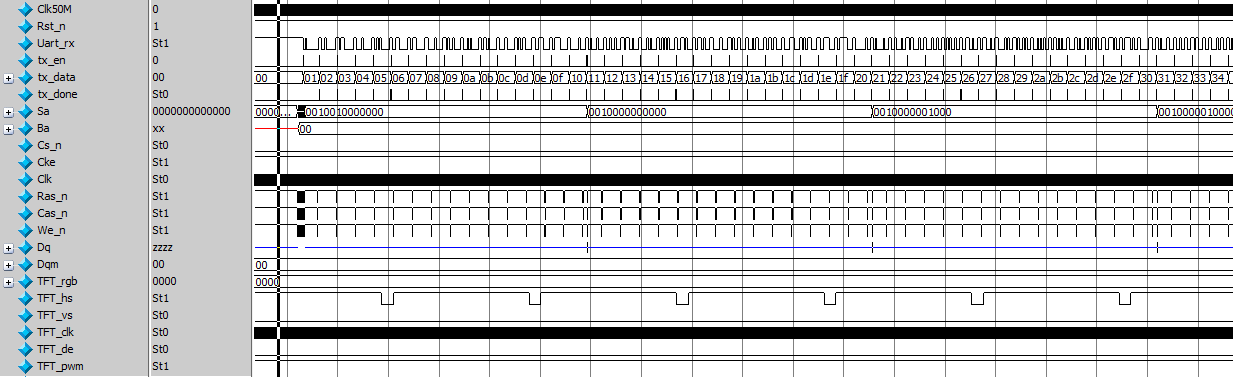 Clk50M 0
Rst_n 1
Uart_rx St1
tx_en 0
tx_data 00 00 01 02 03 04 05 06 07 08 09 0a 0b 0c 0d 0e 0f 10 11 12 13 14 15 16 17 18 19 1a 1b 1c 1d 1e 1f 20 21 22 23 24 25 26 27 28 29 2a 2b 2c 2d 2e 2f 30 31 32 33 34
tx_done St0
Sa 0000000000000 0000... 0010010000000 0010000000000 0010000001000 0010000010000
Ba xx 00
Cs_n St0
Cke St1
Clk St0
Ras_n St1
Cas_n St1
We_n St1
Dq zzzz
Dqm 00 00
TFT_rgb 0000 0000
TFT_hs St1
TFT_vs St0
TFT_clk St0
TFT_de St0
TFT_pwm St1